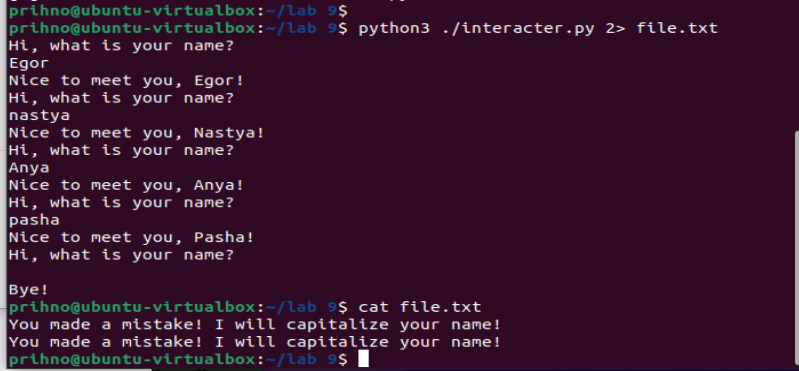 prihno@ubuntu-virtualbox:~/lab 9$
prihno@ubuntu-virtualbox:~/lab 9$ python3 ./interacter.py 2> file.txt
Hi, what is your name?
Egor
Nice to meet you, Egor!
Hi, what is your name?
nastya
Nice to meet you, Nastya!
Hi, what is your name?
Anya
Nice to meet you, Anya!
Hi, what is your name?
pasha
Nice to meet you, Pasha!
Hi, what is your name?
Bye!
prihno@ubuntu-virtualbox:~/lab 9$ cat file.txt
You made a mistake! I will capitalize your name!
You made a mistake! I will capitalize your name!
prihno@ubuntu-virtualbox:~/lab 9$